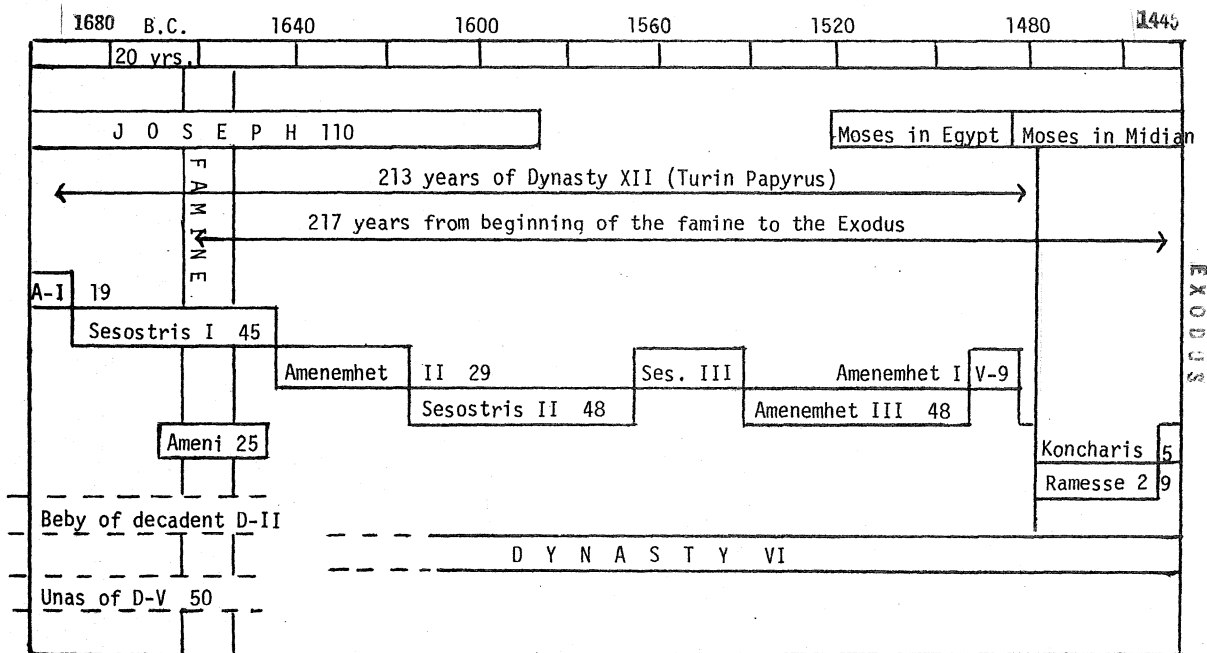 1680 B.C. 1640 1600 1560 1520 1480 1445
20 yrs.
J O S E P H 110
Moses in Egypt
Moses in Midian
FAMINE
213 years of Dynasty XII (Turin Papyrus)
217 years from beginning of the famine to the Exodus
EXODUS
A-I 19
Sesostris I 45
Amenemhet II 29
Ses. III
Amenemhet I V-9
Sesostris II 48
Amenemhet III 48
Ameni 25
Koncharis 5
Ramesse 2 9
Beby of decadent D-II
D Y N A S T Y VI
Unas of D-V 50